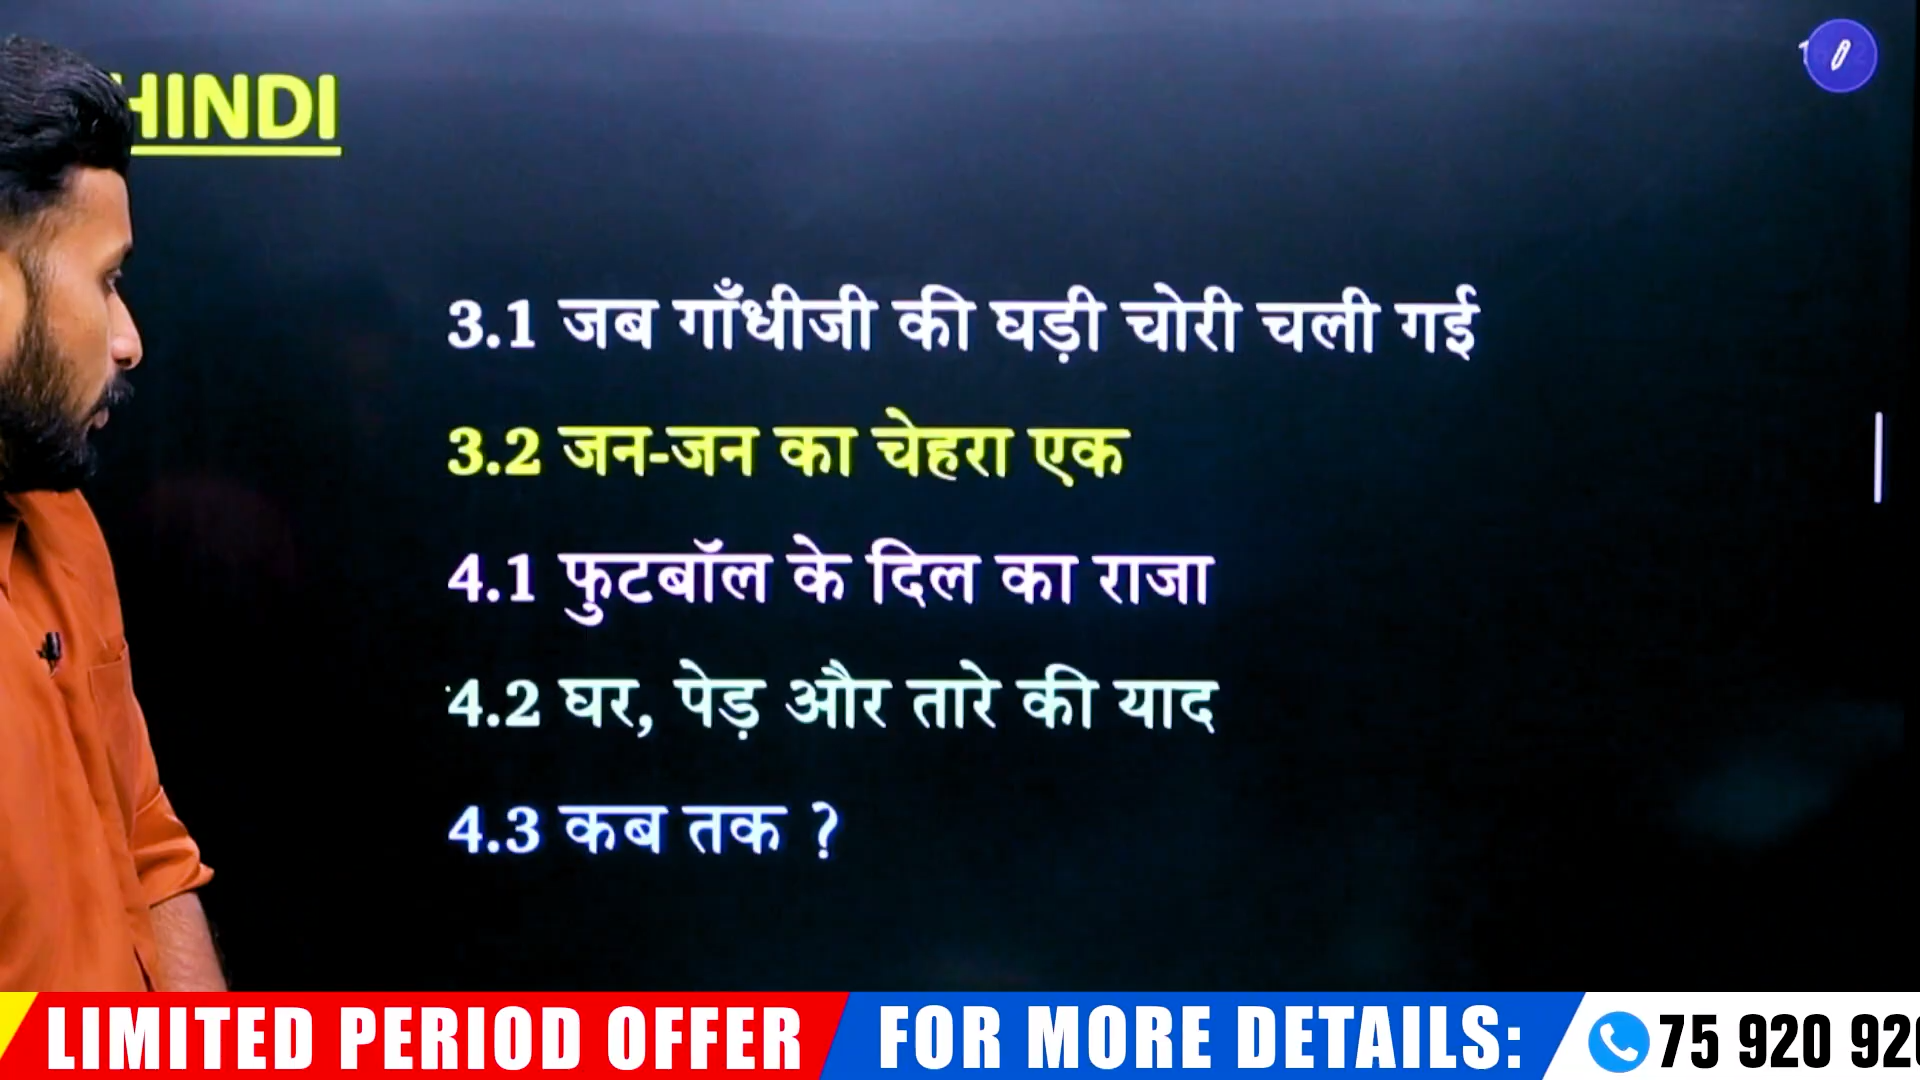 HINDI
3.1 जब गाँधीजी की घड़ी चोरी चली गई
3.2 जन-जन का चेहरा एक
4.1 फुटबॉल के दिल का राजा
4.2 घर, पेड़ और तारे की याद
4.3 कब तक ?
LIMITED PERIOD OFFER FOR MORE DETAILS: 75 920 920